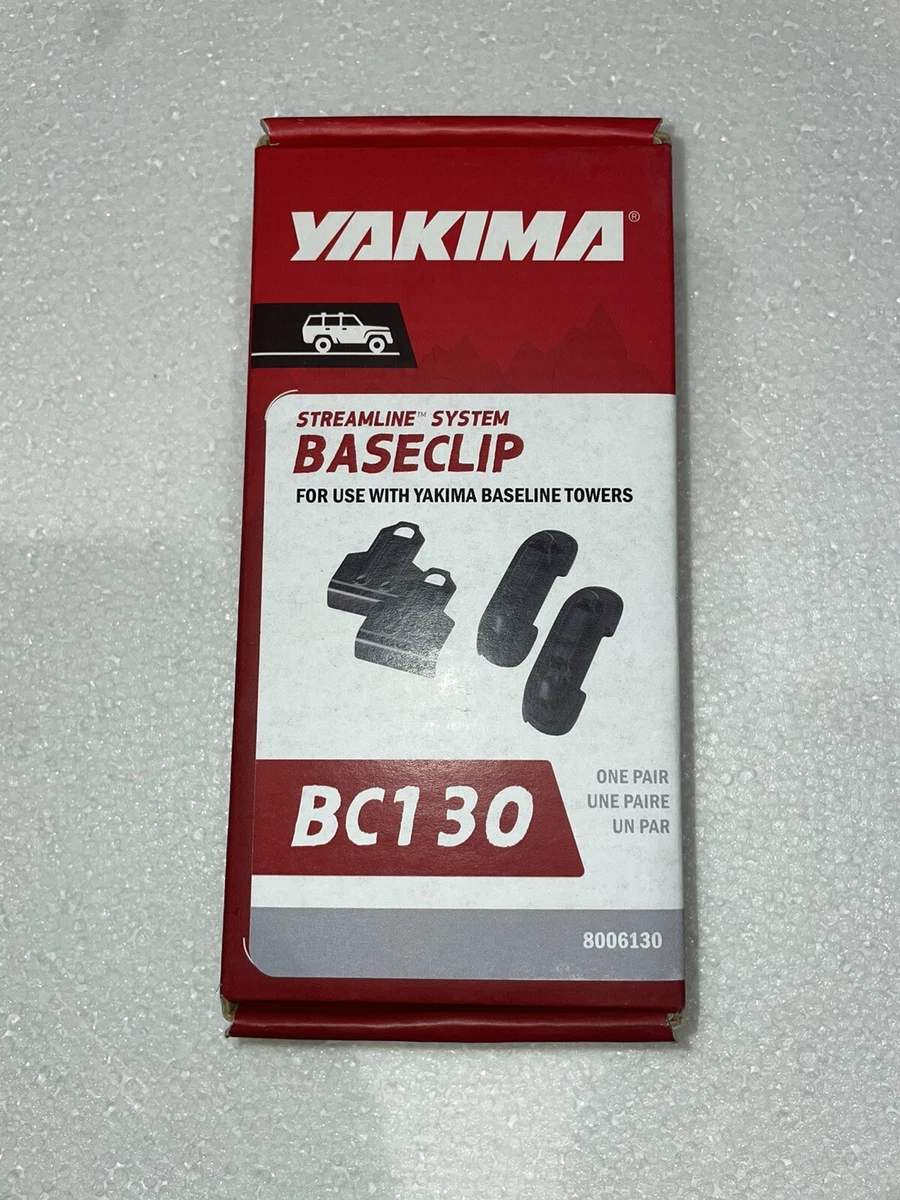 YAKIMA®
STREAMLINE™ SYSTEM
BASECLIP
FOR USE WITH YAKIMA BASELINE TOWERS
BC130
ONE PAIR
UNE PAIRE
UN PAR
8006130